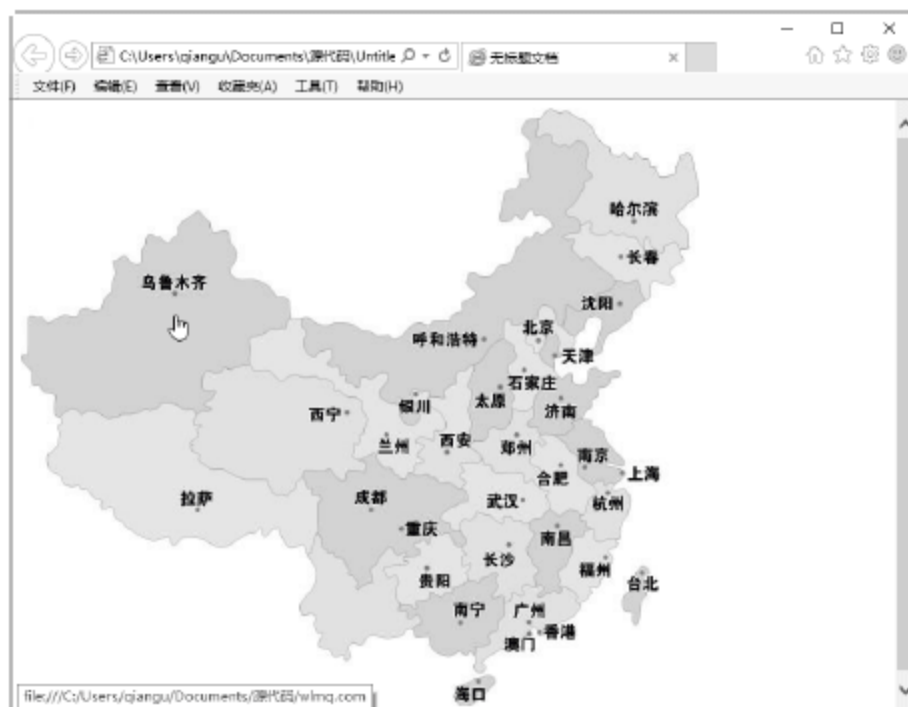 C:\Users\qiangu\Documents\源代码\Untitle
无标题文档
文件(F) 编辑(E) 查看(V) 收藏夹(A) 工具(T) 帮助(H)
哈尔滨
长春
乌鲁木齐
沈阳
北京
呼和浩特
天津
石家庄
银川
太原
济南
西宁
西安
兰州
郑州
南京
合肥
上海
拉萨
成都
武汉
杭州
重庆
南昌
长沙
福州
贵阳
台北
南宁
广州
香港
澳门
海口
file:///C:/Users/qiangu/Documents/源代码/wlmq.com